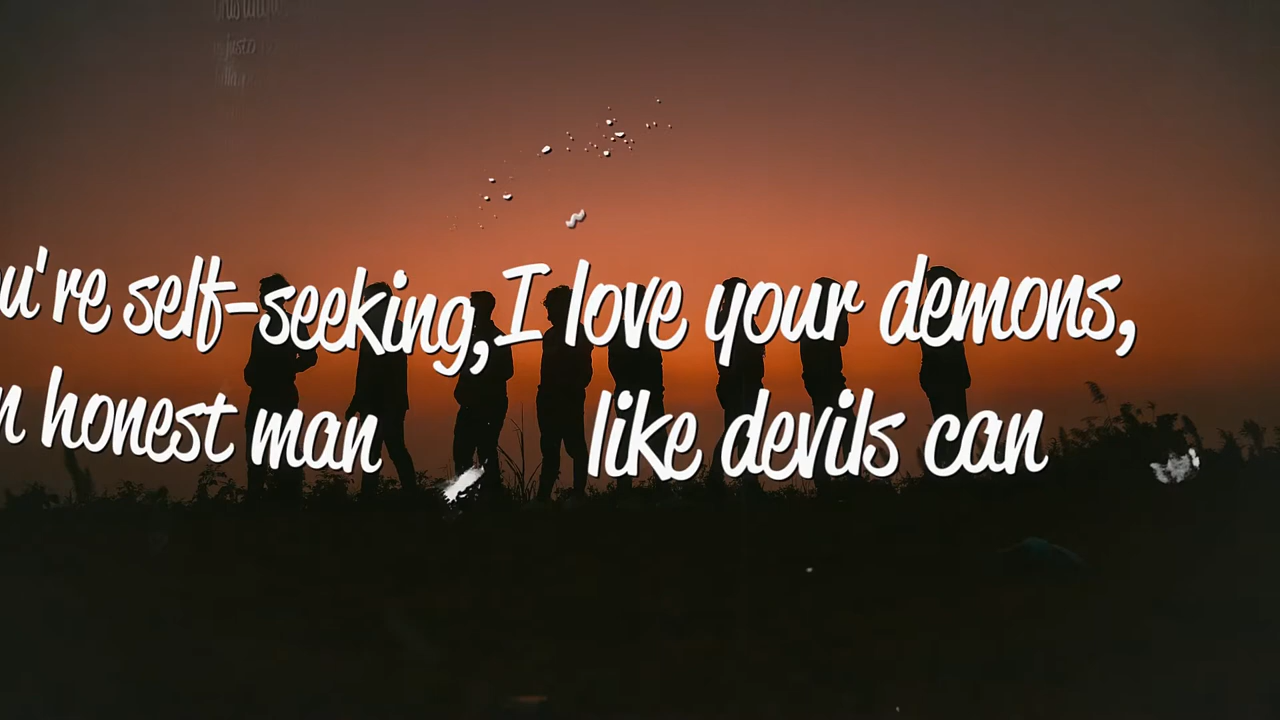 u're self-seeking,
n honest man
I love your demons,
like devils can